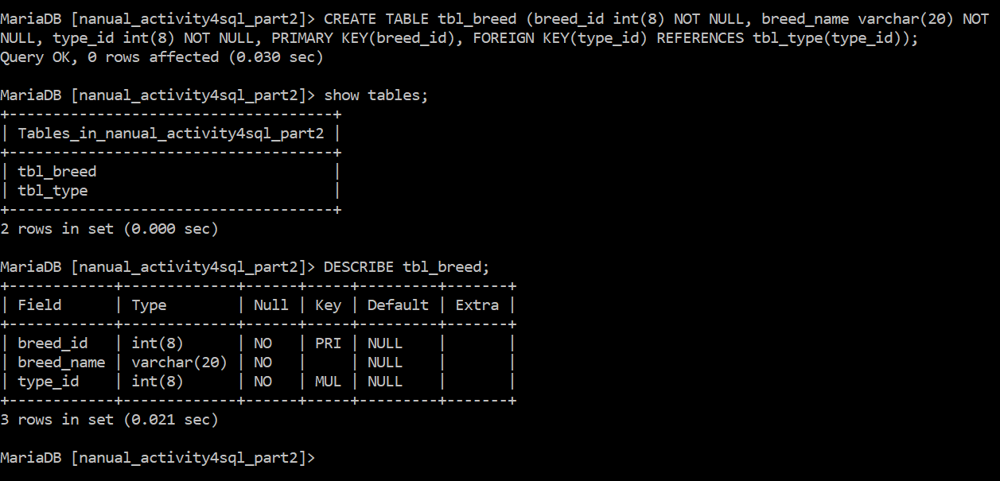 MariaDB [nanual_activity4sql_part2]> CREATE TABLE tbl_breed (breed_id int(8) NOT NULL, breed_name varchar(20) NOT
NULL, type_id int(8) NOT NULL, PRIMARY KEY(breed_id), FOREIGN KEY(type_id) REFERENCES tbl_type(type_id));
Query OK, 0 rows affected (0.030 sec)

MariaDB [nanual_activity4sql_part2]> show tables;
+-------------------------------------+
| Tables_in_nanual_activity4sql_part2 |
+-------------------------------------+
| tbl_breed                           |
| tbl_type                            |
+-------------------------------------+
2 rows in set (0.000 sec)

MariaDB [nanual_activity4sql_part2]> DESCRIBE tbl_breed;
+------------+-------------+------+-----+---------+-------+
| Field      | Type        | Null | Key | Default | Extra |
+------------+-------------+------+-----+---------+-------+
| breed_id   | int(8)      | NO   | PRI | NULL    |       |
| breed_name | varchar(20) | NO   |     | NULL    |       |
| type_id    | int(8)      | NO   | MUL | NULL    |       |
+------------+-------------+------+-----+---------+-------+
3 rows in set (0.021 sec)

MariaDB [nanual_activity4sql_part2]>